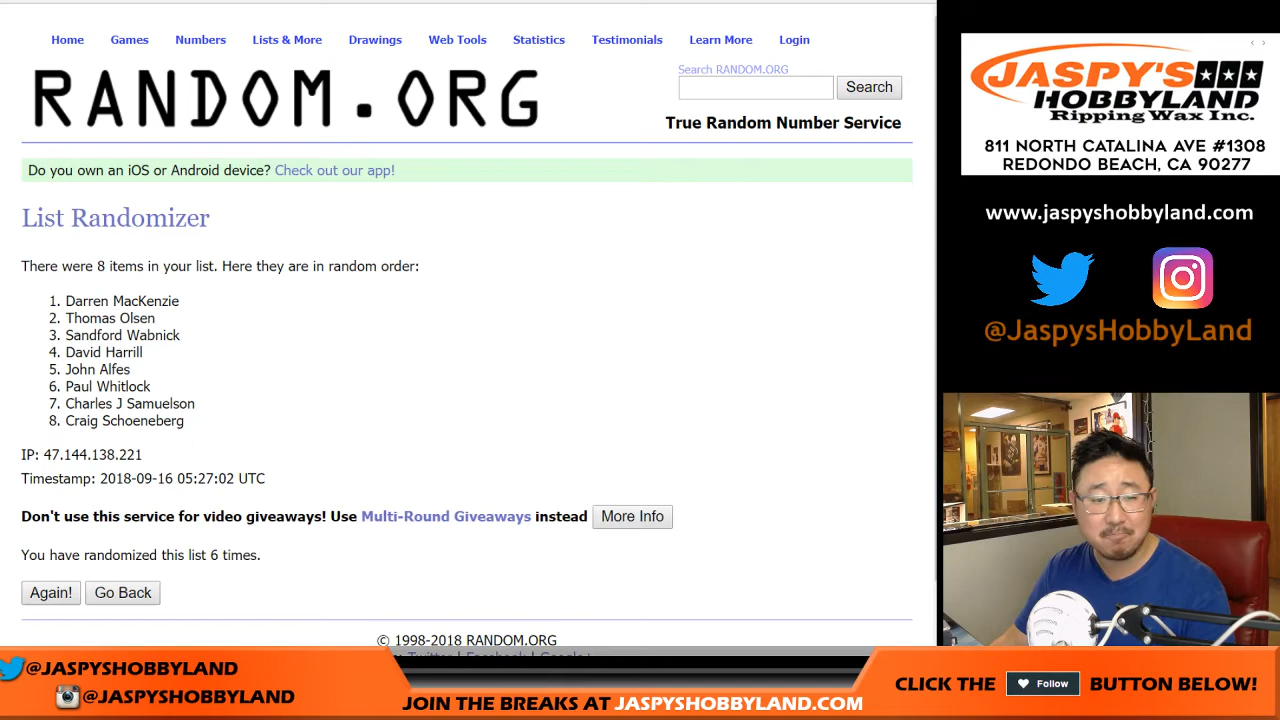 Home Games Numbers Lists & More Drawings Web Tools Statistics Testimonials Learn More Login
RANDOM.ORG
Search RANDOM.ORG
Search
True Random Number Service
Do you own an iOS or Android device? Check out our app!
List Randomizer
There were 8 items in your list. Here they are in random order:
1. Darren MacKenzie
2. Thomas Olsen
3. Sandford Wabnick
4. David Harrill
5. John Alfes
6. Paul Whitlock
7. Charles J Samuelson
8. Craig Schoeneberg
IP: 47.144.138.221
Timestamp: 2018-09-16 05:27:02 UTC
Don't use this service for video giveaways! Use Multi-Round Giveaways instead More Info
You have randomized this list 6 times.
Again! Go Back
© 1998-2018 RANDOM.ORG
JASPY'S
HOBBYLAND
Ripping Wax Inc.
811 NORTH CATALINA AVE #1308
REDONDO BEACH, CA 90277
www.jaspyshobbyland.com
@JaspysHobbyLand
@JASPYSHOBBYLAND
@JASPYSHOBBYLAND
JOIN THE BREAKS AT JASPYSHOBBYLAND.COM
CLICK THE Follow BUTTON BELOW!